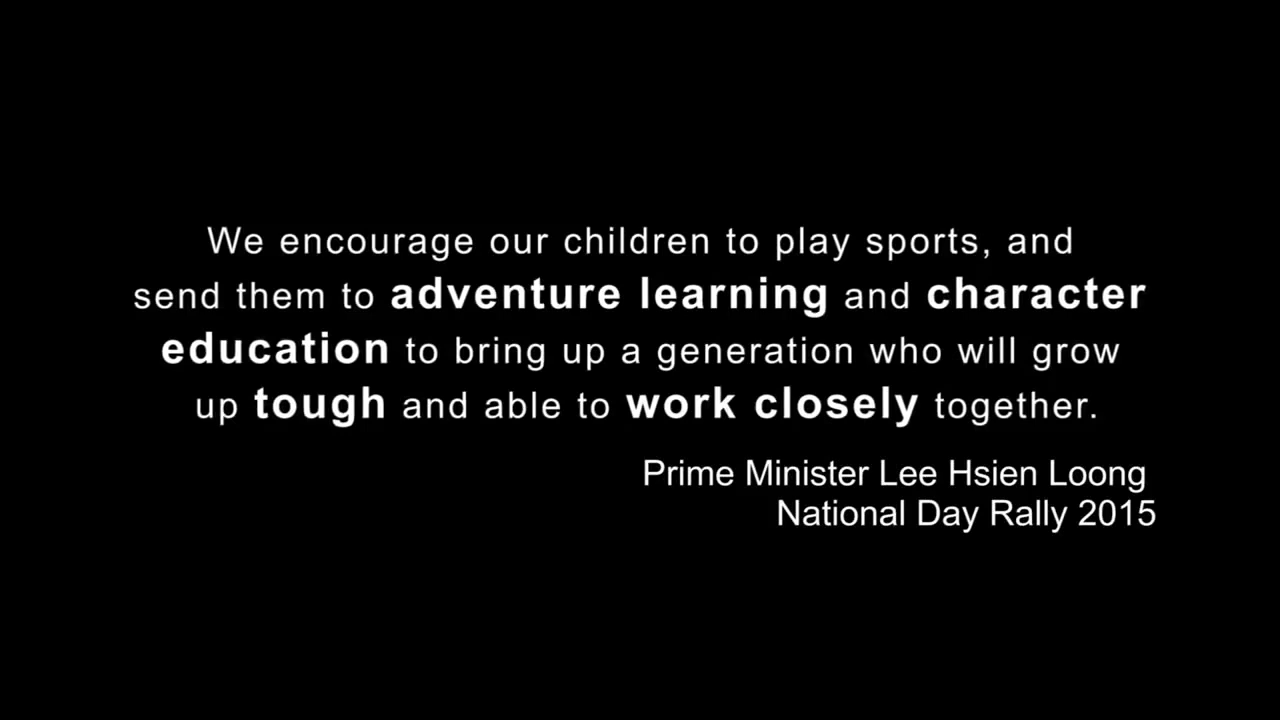 We encourage our children to play sports, and
send them to adventure learning and character
education to bring up a generation who will grow
up tough and able to work closely together.
Prime Minister Lee Hsien Loong
National Day Rally 2015